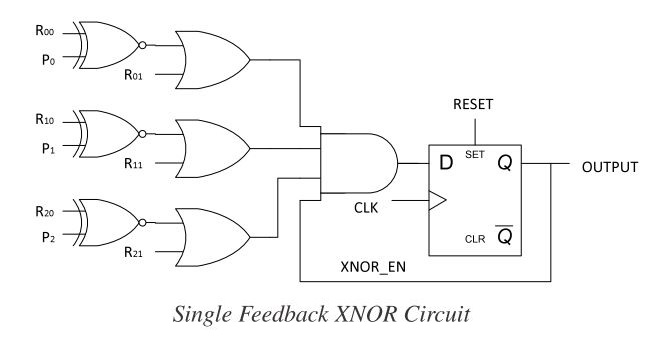 R00
P0
R01
R10
P1
R11
R20
P2
R21
RESET
D
SET
Q
OUTPUT
CLK
CLR
Q
XNOR_EN
Single Feedback XNOR Circuit